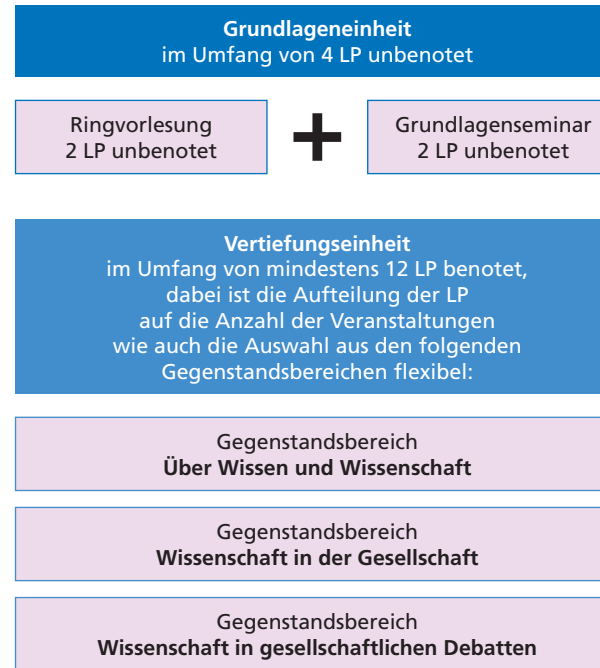 Grundlageneinheit
im Umfang von 4 LP unbenotet
Ringvorlesung
2 LP unbenotet
+
Grundlagenseminar
2 LP unbenotet
Vertiefungseinheit
im Umfang von mindestens 12 LP benotet,
dabei ist die Aufteilung der LP
auf die Anzahl der Veranstaltungen
wie auch die Auswahl aus den folgenden
Gegenstandsbereichen flexibel:
Gegenstandsbereich
Über Wissen und Wissenschaft
Gegenstandsbereich
Wissenschaft in der Gesellschaft
Gegenstandsbereich
Wissenschaft in gesellschaftlichen Debatten